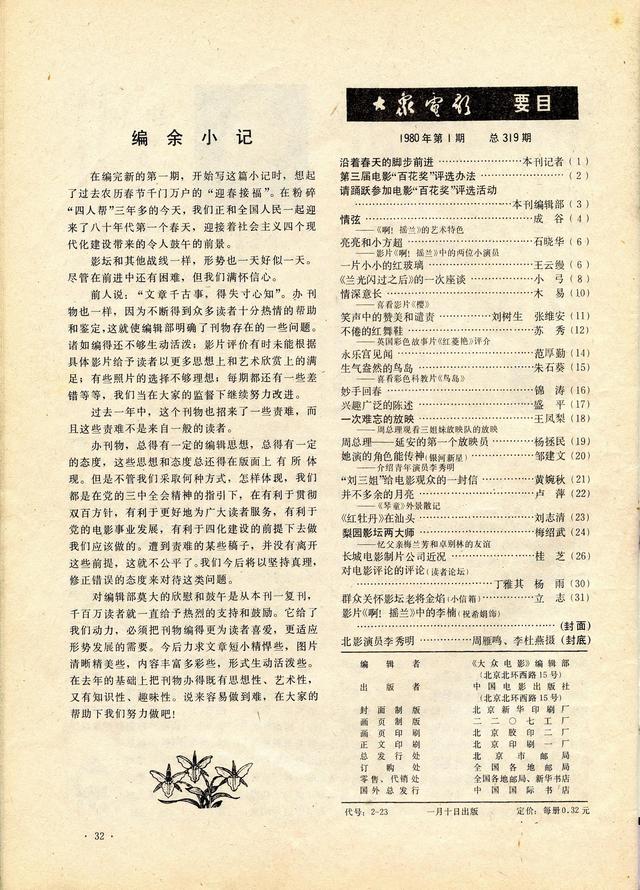 编余小记
在编完新的第一期，开始写这篇小记时，想起
了过去农历春节千门万户的“迎春接福”。在粉碎
“四人帮”三年多的今天，我们正和全国人民一起迎
来了八十年代第一个春天，迎接着社会主义四个现
代化建设带来的令人鼓午的前景。
影坛和其他战线一样，形势也一天好似一天。
尽管在前进中还有困难，但我们满怀信心。
前人说：“文章千古事，得失寸心知”。办刊
物也一样，因为不断得到众多读者十分热情的帮助
和鉴定，这就使编辑部明确了刊物存在的一些问题。
诸如编得还不够生动活泼；影片评价有时未能根据
具体影片给予读者以更多思想上和艺术欣赏上的满
足；有些照片的选择不够理想；每期都还有一些差
错等等，我们当在大家的监督下继续努力改进。
过去一年中，这个刊物也招来了一些责难，而
且这些责难不是来自一般的读者。
办刊物，总得有一定的编辑思想，总得有一定
的态度，这些思想和态度总还得在版面上有所体
现。但是不管我们采取何种方式，怎样体现，我们
都是在党的三中全会精神的指引下，在有利于贯彻
双百方针，有利于更好地为广大读者服务，有利于
党的电影事业发展，有利于四化建设的前提下去做
我们应该做的。遭到责难的某些稿子，并没有离开
这些前提，这就不公平了。我们今后将以坚持真理，
修正错误的态度来对待这类问题。
对编辑部莫大的欣慰和鼓午是从本刊一复刊，
千百万读者就一直给予热烈的支持和鼓励。它给了
我们动力，必须把刊物编得更为读者喜爱，更适应
形势发展的需要。今后力求文章短小精悍些，图片
清晰精美些，内容丰富多彩些，形式生动活泼些。
在去年的基础上把刊物办得既有思想性、艺术性，
又有知识性、趣味性。说来容易做到难，在大家的
帮助下我们努力做吧！
· 32 ·
大众电影 要目
1980年第1期 总319期
沿着春天的脚步前进……本刊记者（1）
第三届电影“百花奖”评选办法……（2）
请踊跃参加电影“百花奖”评选活动
……本刊编辑部（3）
情弦……成谷（4）
——《啊！摇兰》的艺术特色
亮亮和小方超……石晓华（6）
——影片《啊！摇兰》中的两位小演员
一片小小的红玻璃……王云缦（6）
《兰光闪过之后》的一次座谈……小弓（8）
情深意长……木易（10）
——喜看影片《樱》
笑声中的赞美和谴责……刘树生 张维安（11）
不倦的红舞鞋……苏秀（12）
——英国彩色故事片《红菱艳》评介
永乐宫见闻……范厚勤（14）
生气盎然的鸟岛……朱石葵（15）
——喜看彩色科教片《鸟岛》
妙手回春……锦涛（16）
兴趣广泛的陈述……盛平（17）
一次难忘的放映……王凤梨（18）
——周总理观看三姐妹放映队的放映
周总理——延安的第一个放映员……杨拯民（19）
她演的角色能传神（银河新星）……邹建文（20）
——介绍青年演员李秀明
“刘三姐”给电影观众的一封信……黄婉秋（21）
并不多余的月亮……卢萍（22）
——《琴童》外景散记
《红牡丹》在汕头……刘志清（23）
梨园影坛两大师……梅绍武（24）
——忆父亲梅兰芳和卓别林的友谊
长城电影制片公司近况……桂芝（26）
对电影评论的评论（读者论坛）
……丁雅其 杨雨（30）
群众关怀影坛老将金焰（小信箱）……立志（31）
影片《啊！摇兰》中的李楠（祝希娟饰）
……（封面）
北影演员李秀明……周雁鸣、李杜燕摄（封底）
编辑者 《大众电影》编辑部
（北京北环西路15号）
出版者 中国电影出版社
（北京北环西路15号）
封面制版 北京新华印刷厂
画页制版 二二〇七工厂
画页印刷 北京胶印二厂
正文印刷 北京印刷一厂
总发行处 北京市邮局
订购处 全国各地邮局
零售、代销处 全国各地邮局、新华书店
国外总发行 中国国际书店
代号：2-23 一月十日出版 定价：每册0.32元